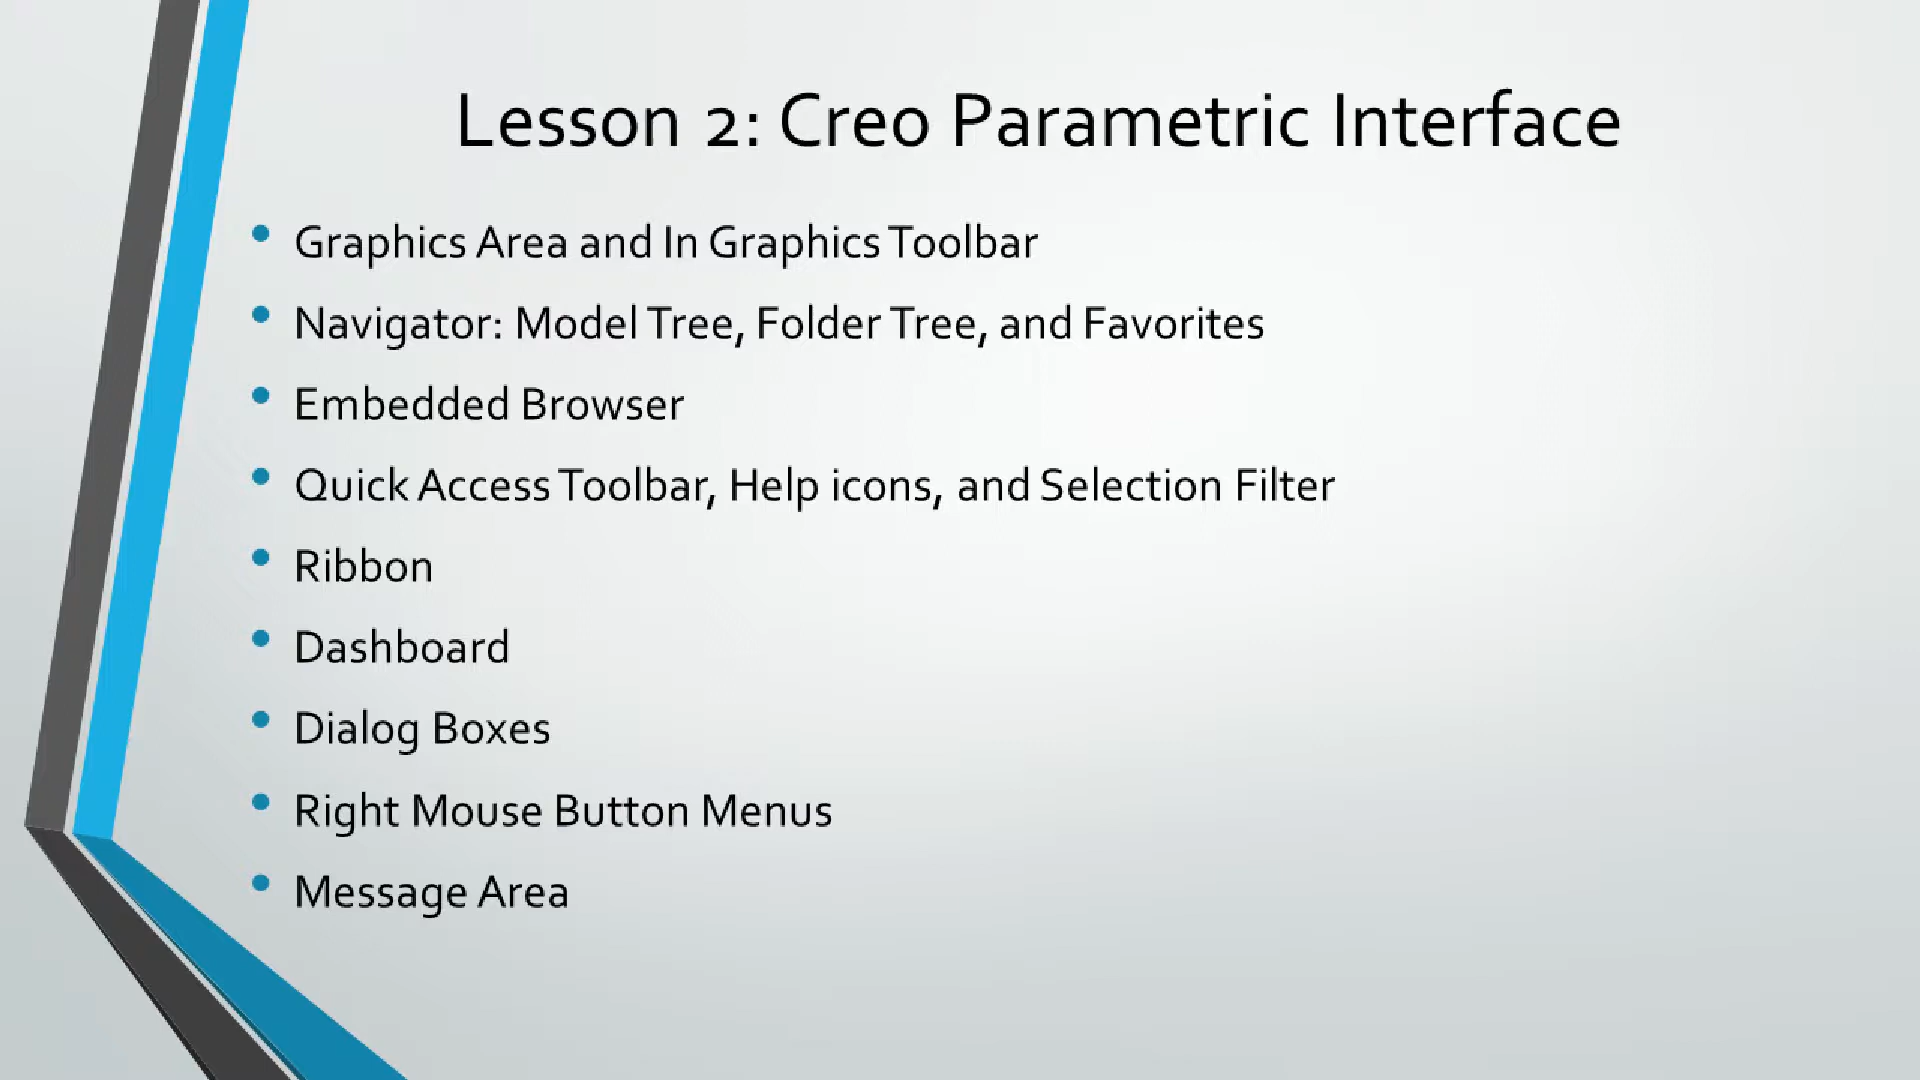 Lesson 2: Creo Parametric Interface
• Graphics Area and In Graphics Toolbar
• Navigator: Model Tree, Folder Tree, and Favorites
• Embedded Browser
• Quick Access Toolbar, Help icons, and Selection Filter
• Ribbon
• Dashboard
• Dialog Boxes
• Right Mouse Button Menus
• Message Area